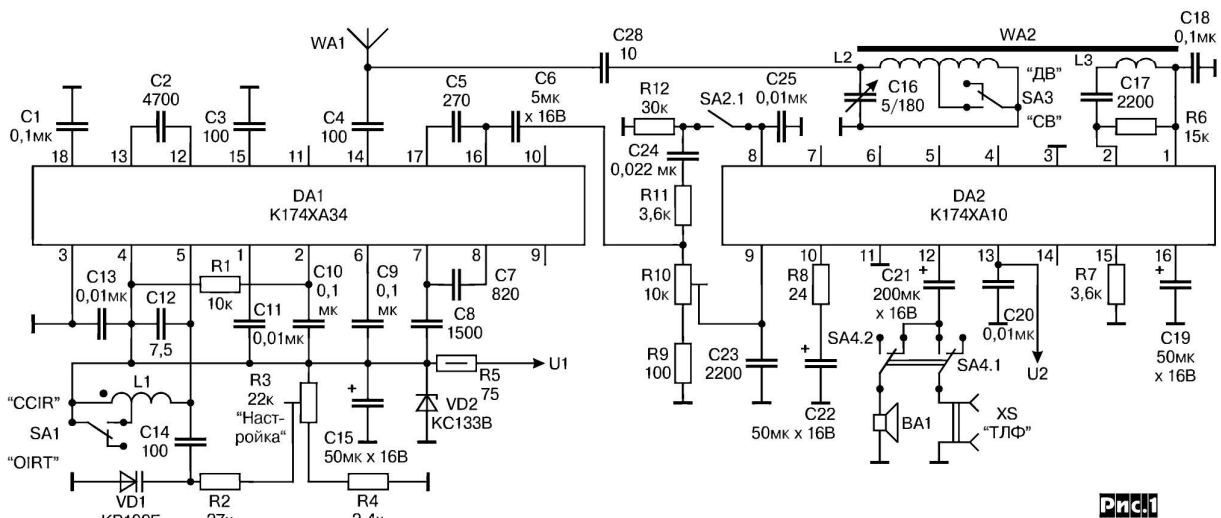 WA1
C28
10
WA2
C18
0,1мк
C1
0,1мк
C2
4700
C3
100
C4
100
C5
270
C6
5мк
x 16В
R12
30к
SA2.1
C25
0,01мк
L2
C16
5/180
"ДВ"
SA3
"СВ"
L3
C17
2200
R6
15к
C24
0,022 мк
R11
3,6к
18 13 12 15 11 14 17 16 10
DA1
К174ХА34
3 4 5 1 2 6 7 8 9
8 7 6 5 4 3 2 1
DA2
К174ХА10
9 10 11 12 13 14 15 16
C13
0,01мк
R1
10к
C12
7,5
C11
0,01мк
C10
0,1
мк
C9
0,1
мк
C7
820
C8
1500
R10
10к
R8
24
C21
200мк
x 16В
C20
0,01мк
R7
3,6к
C19
50мк
x 16В
"CCIR"
L1
SA1
"OIRT"
C14
100
R3
22к
"Наст-
ройка"
R5
75
U1
VD2
КС133В
C15
50мк x 16В
R9
100
C23
2200
C22
50мк x 16В
SA4.2
SA4.1
BA1
XS
"ТЛФ"
U2
VD1
R2
R4
Рис.1